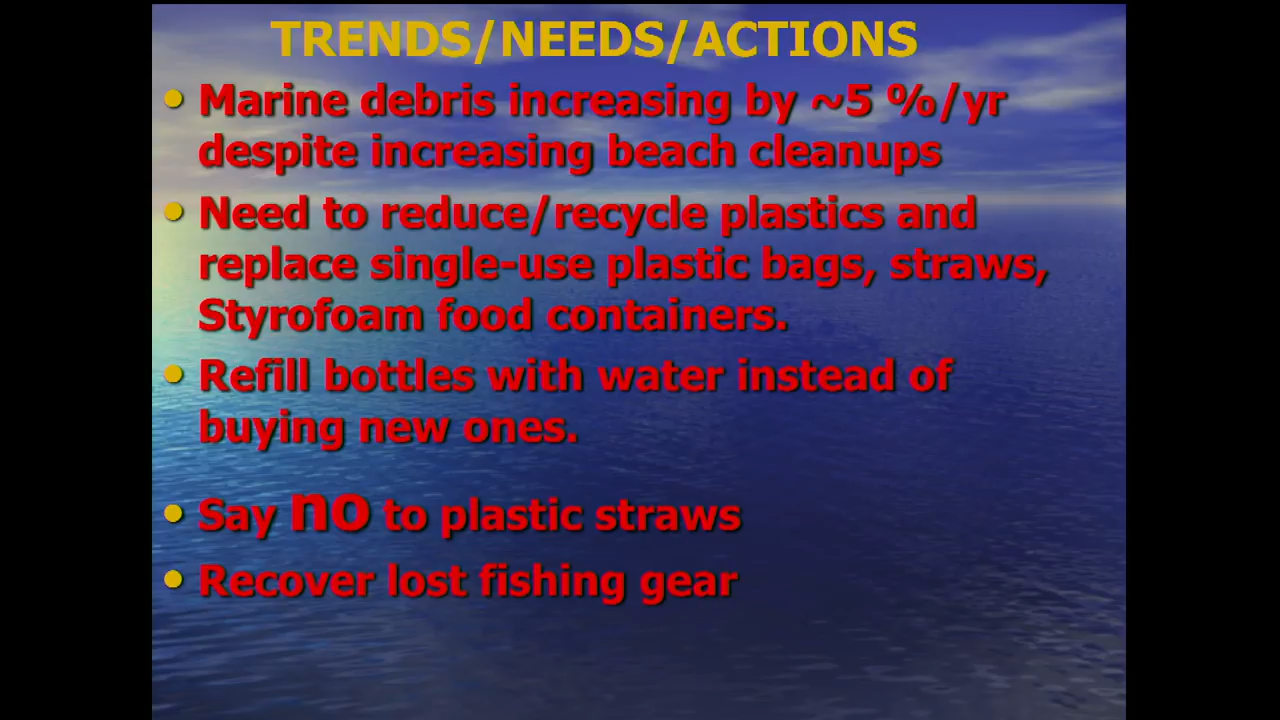 TRENDS/NEEDS/ACTIONS
• Marine debris increasing by ~5 %/yr
despite increasing beach cleanups
• Need to reduce/recycle plastics and
replace single-use plastic bags, straws,
Styrofoam food containers.
• Refill bottles with water instead of
buying new ones.
• Say no to plastic straws
• Recover lost fishing gear